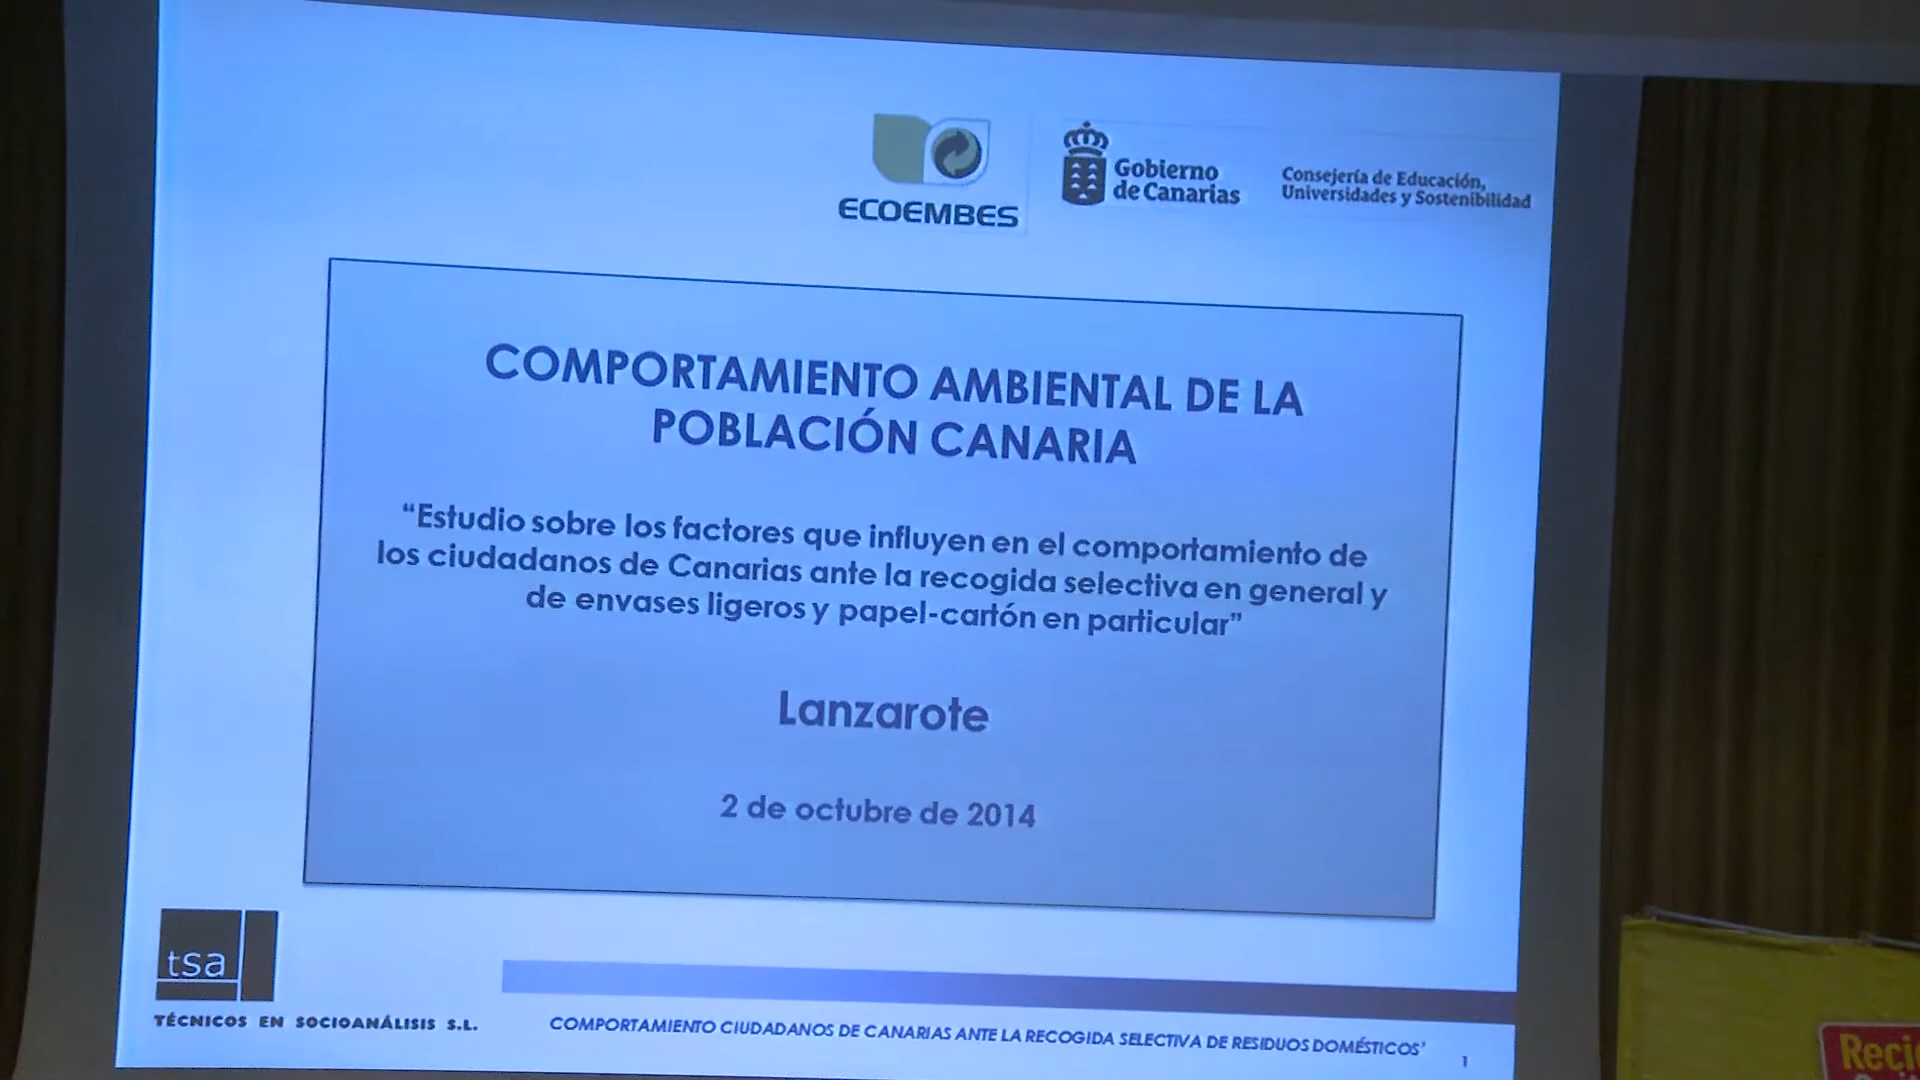 ECOEMBES
Gobierno
de Canarias
Consejería de Educación,
Universidades y Sostenibilidad
COMPORTAMIENTO AMBIENTAL DE LA
POBLACIÓN CANARIA
“Estudio sobre los factores que influyen en el comportamiento de
los ciudadanos de Canarias ante la recogida selectiva en general y
de envases ligeros y papel-cartón en particular”
Lanzarote
2 de octubre de 2014
tsa
TÉCNICOS EN SOCIOANÁLISIS S.L.
COMPORTAMIENTO CIUDADANOS DE CANARIAS ANTE LA RECOGIDA SELECTIVA DE RESIDUOS DOMÉSTICOS’
1